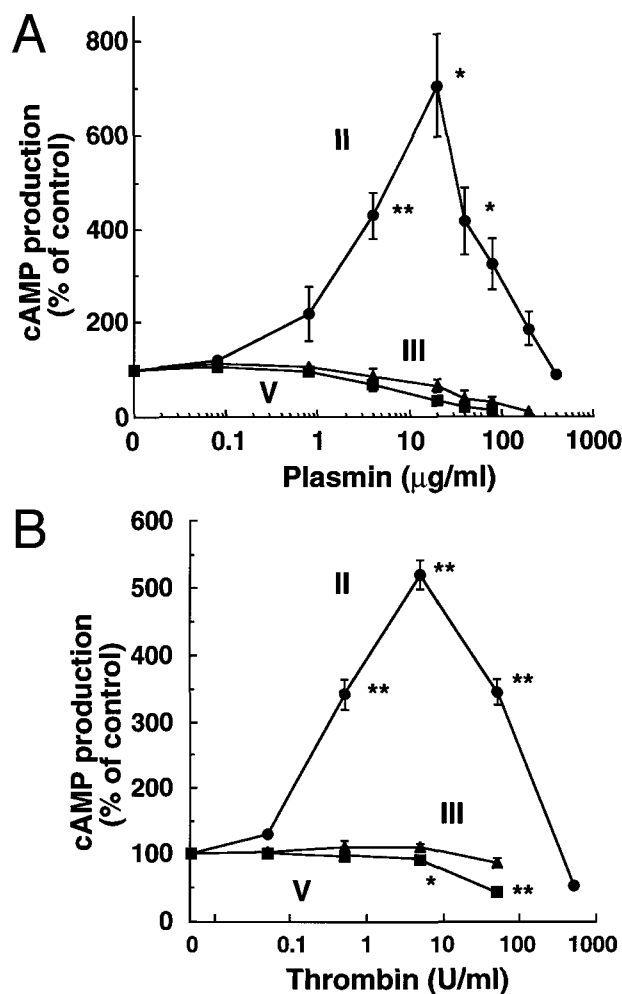 A
cAMP production
(% of control)
800
600
400
200
0
II
III
V
*
**
*
0
0.1
1
10
100
1000
Plasmin (μg/ml)
B
cAMP production
(% of control)
600
500
400
300
200
100
0
II
III
V
**
**
**
*
**
0
0.1
1
10
100
1000
Thrombin (U/ml)